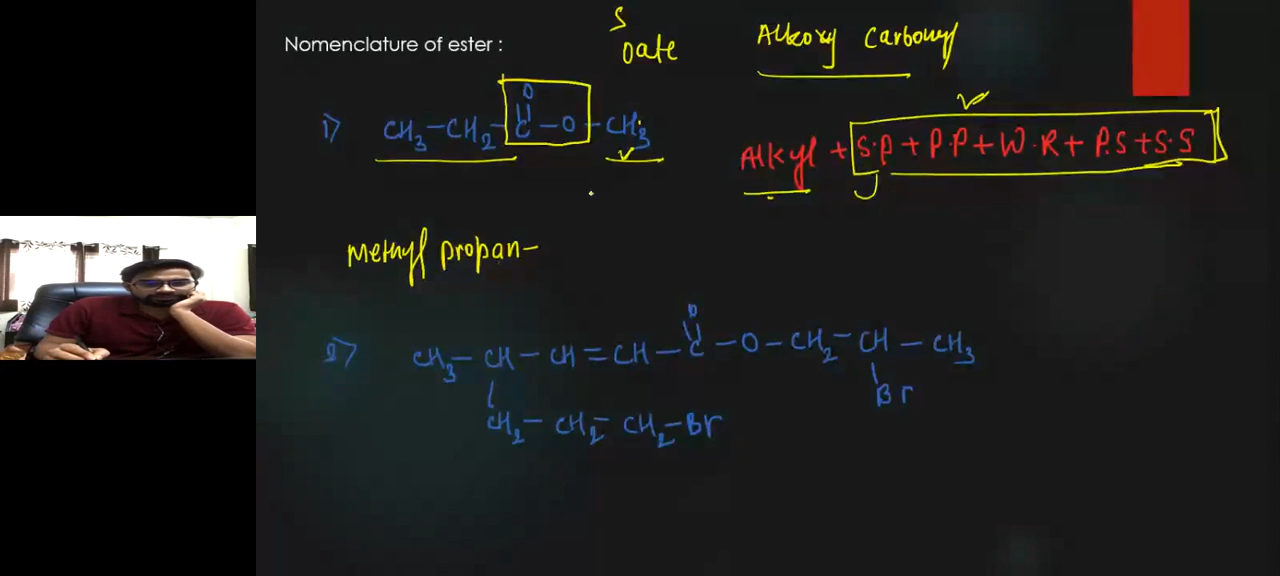 Nomenclature of ester :
S
Oate
Alkoxy Carbonyl
1) CH3-CH2-C-O-CH3
O
Alkyl + S.P + P.P + W.R + P.S + S.S
Methyl propan-
O
2) CH3-CH-CH=CH-C-O-CH2-CH-CH3
Br
CH2-CH2-CH2-Br